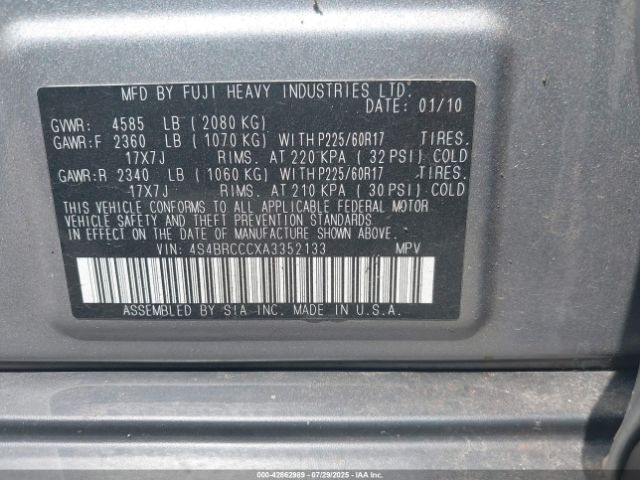 MFD BY FUJI HEAVY INDUSTRIES LTD.
DATE: 01/10
GVWR: 4585 LB ( 2080 KG)
GAWR:F 2360 LB ( 1070 KG) WITH P225/60R17 TIRES.
17X7J RIMS. AT 220 KPA ( 32 PSI) COLD
GAWR:R 2340 LB ( 1060 KG) WITH P225/60R17 TIRES.
17X7J RIMS. AT 210 KPA ( 30 PSI) COLD
THIS VEHICLE CONFORMS TO ALL APPLICABLE FEDERAL MOTOR
VEHICLE SAFETY AND THEFT PREVENTION STANDARDS
IN EFFECT ON THE DATE OF MANUFACTURE SHOWN ABOVE.
VIN: 4S4BRCCCXA3352133 MPV
ASSEMBLED BY SIA INC. MADE IN U.S.A.
000-42862989 - 07/29/2025 - IAAI.COM